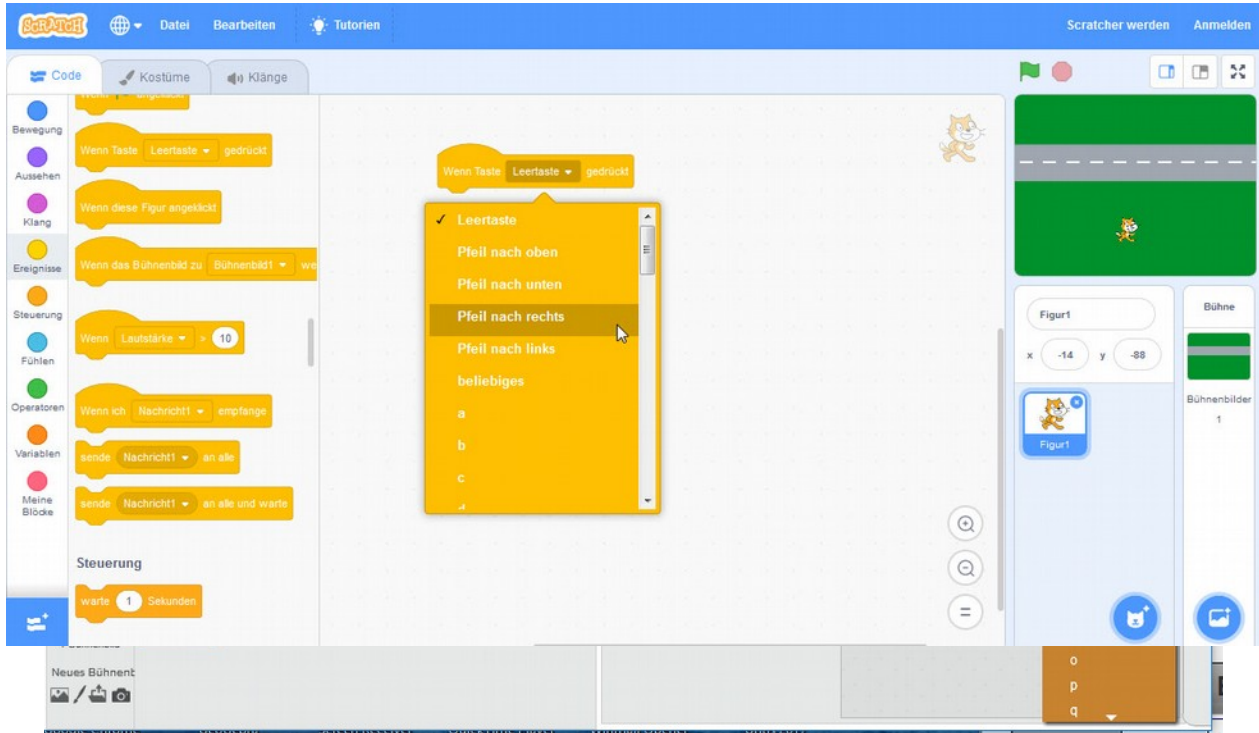 SCRATCH Datei Bearbeiten Tutorien Scratcher werden Anmelden
Code Kostüme Klänge
Bewegung
Aussehen
Klang
Ereignisse
Steuerung
Fühlen
Operatoren
Variablen
Meine
Blöcke
Wenn Taste Leertaste gedrückt
Wenn diese Figur angeklickt
Wenn das Bühnenbild zu Bühnenbild1 we
Wenn Lautstärke > 10
Wenn ich Nachricht1 empfange
sende Nachricht1 an alle
sende Nachricht1 an alle und warte
Steuerung
warte 1 Sekunden
Wenn Taste Leertaste gedrückt
✓ Leertaste
Pfeil nach oben
Pfeil nach unten
Pfeil nach rechts
Pfeil nach links
beliebiges
a
b
c
Figur1
x -14 y -88
Figur1
Bühne
Bühnenbilder
1
Neues Bühnent
o
p
q